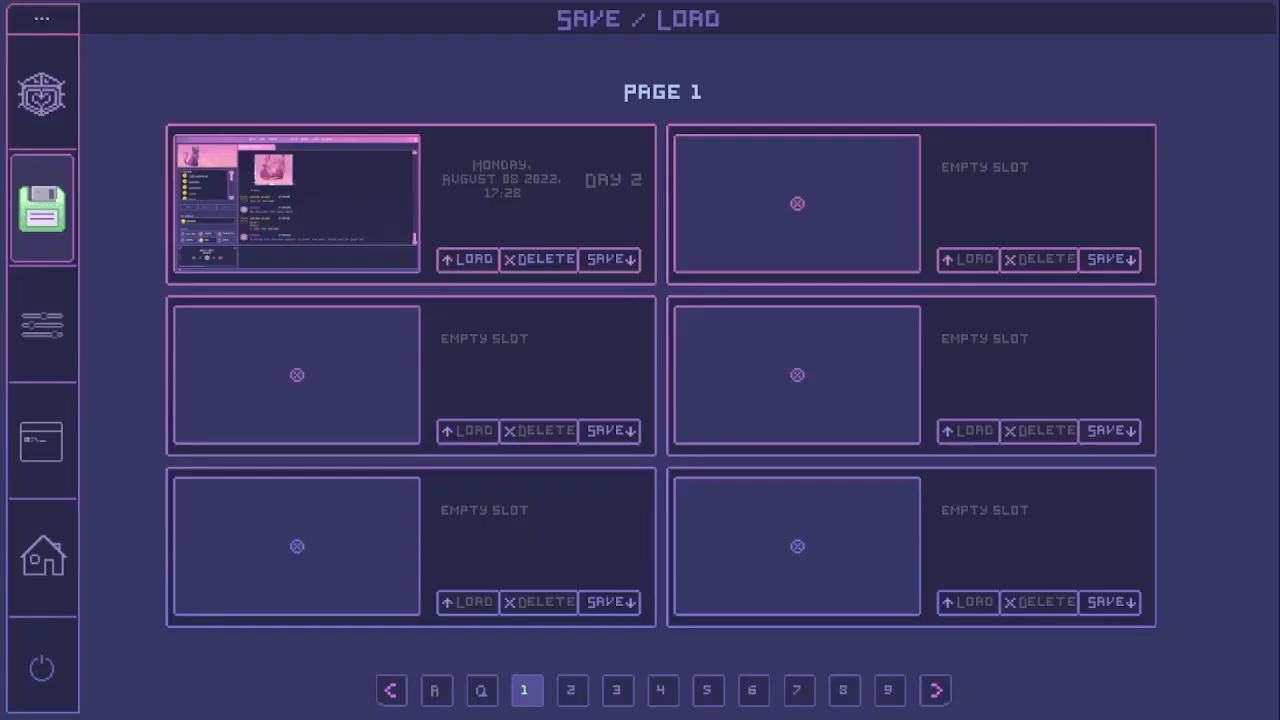 ...
SAVE / LOAD
PAGE 1
MONDAY,
AUGUST 08 2022,
17:28
DAY 2
LOAD DELETE SAVE
EMPTY SLOT
LOAD DELETE SAVE
EMPTY SLOT
LOAD DELETE SAVE
EMPTY SLOT
LOAD DELETE SAVE
EMPTY SLOT
LOAD DELETE SAVE
EMPTY SLOT
LOAD DELETE SAVE
< A Q 1 2 3 4 5 6 7 8 9 >